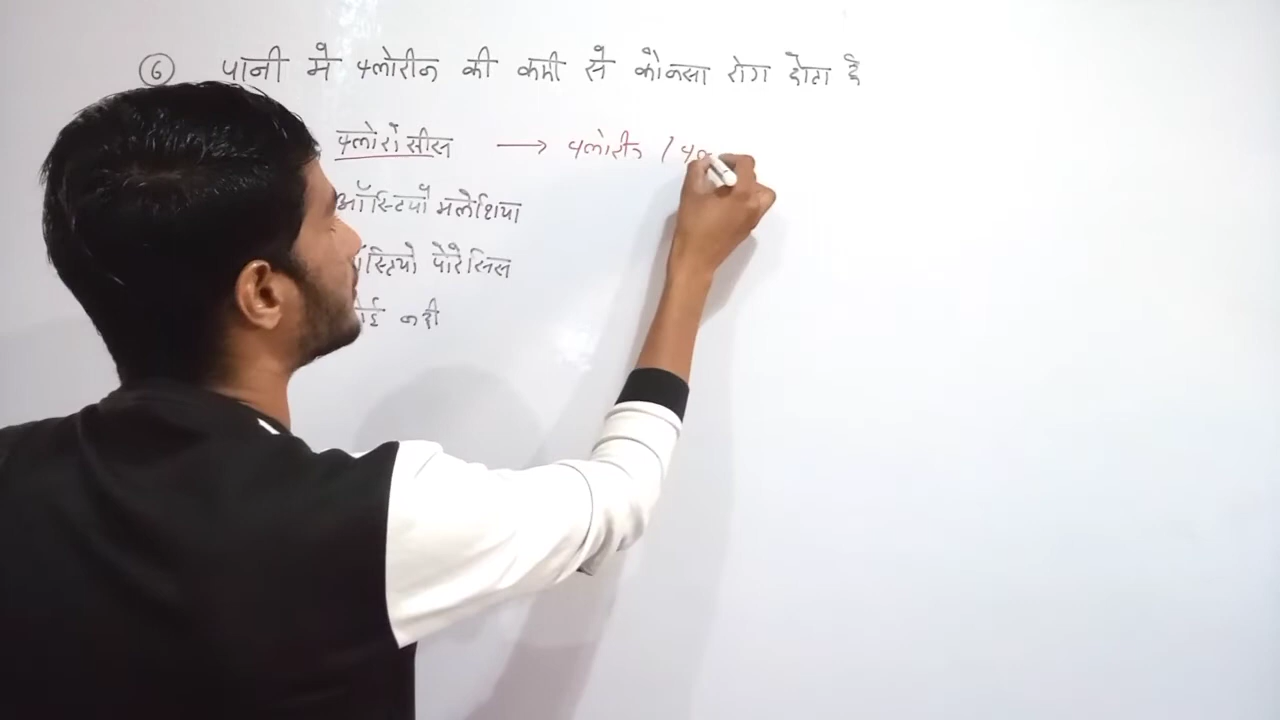 ⑥ पानी मे फ्लोरीन की कमी से कौनसा रोग होता है
फ्लोरोसीस → फ्लोरीन /
ऑस्टियो मलेशिया
पोरेसिस
नही